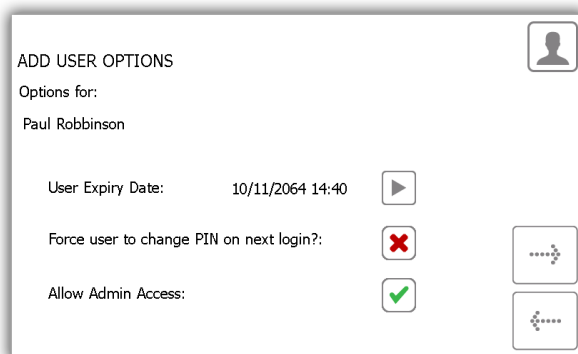 ADD USER OPTIONS
Options for:
Paul Robbinson
User Expiry Date: 10/11/2064 14:40
Force user to change PIN on next login?:
Allow Admin Access: